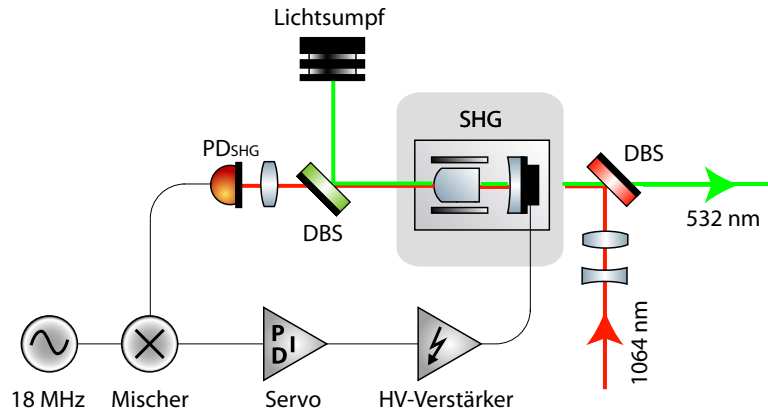 Lichtsumpf
SHG
PDSHG
DBS
DBS
532 nm
1064 nm
P
I
D
18 MHz
Mischer
Servo
HV-Verstärker